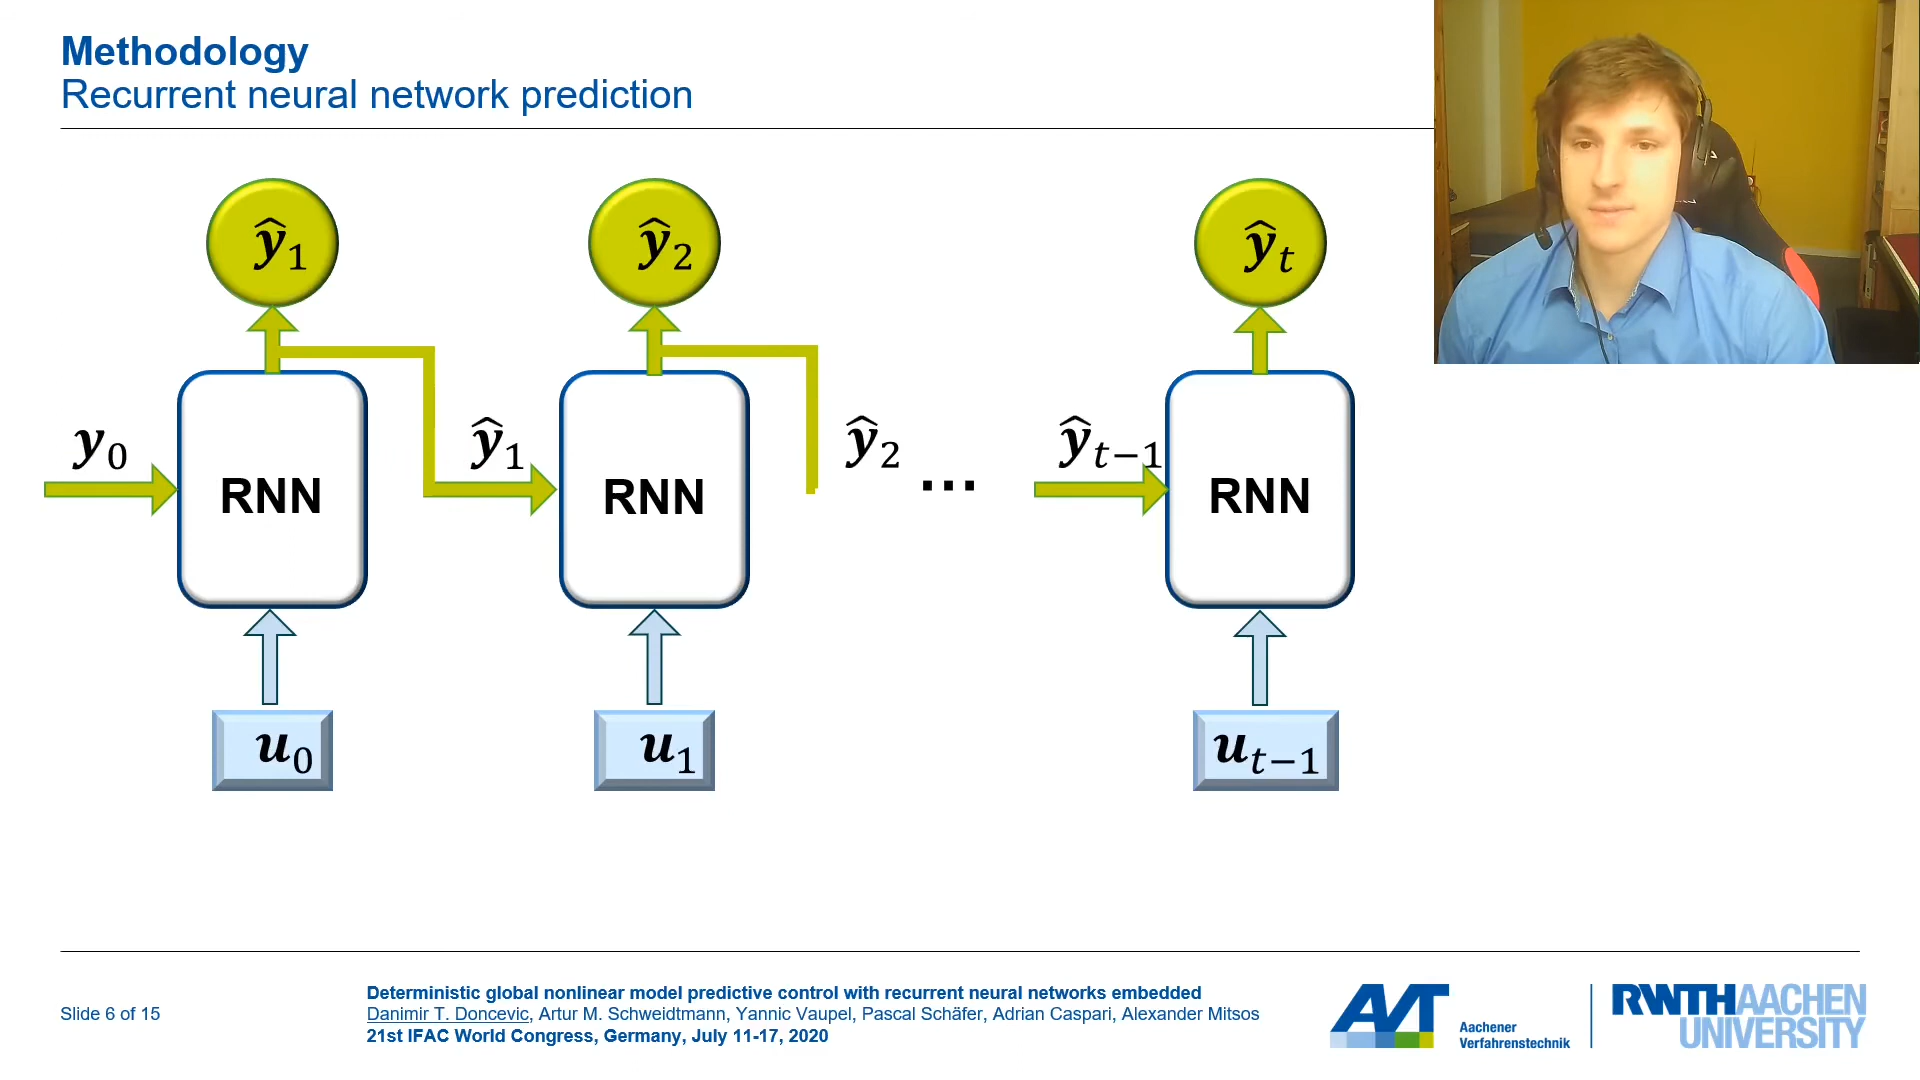 Methodology
Recurrent neural network prediction
ŷ1
ŷ2
ŷt
y0
ŷ1
ŷ2
...
ŷt−1
RNN
RNN
RNN
u0
u1
ut−1
Slide 6 of 15
Deterministic global nonlinear model predictive control with recurrent neural networks embedded
Danimir T. Doncevic, Artur M. Schweidtmann, Yannic Vaupel, Pascal Schäfer, Adrian Caspari, Alexander Mitsos
21st IFAC World Congress, Germany, July 11-17, 2020
AVT
Aachener
Verfahrenstechnik
RWTHAACHEN
UNIVERSITY